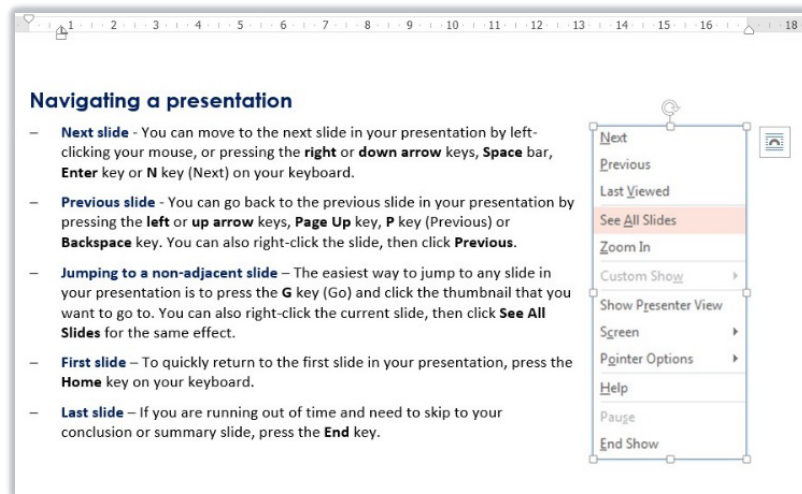 1 2 3 4 5 6 7 8 9 10 11 12 13 14 15 16 18
Navigating a presentation
– Next slide - You can move to the next slide in your presentation by left-
clicking your mouse, or pressing the right or down arrow keys, Space bar,
Enter key or N key (Next) on your keyboard.
– Previous slide - You can go back to the previous slide in your presentation by
pressing the left or up arrow keys, Page Up key, P key (Previous) or
Backspace key. You can also right-click the slide, then click Previous.
– Jumping to a non-adjacent slide – The easiest way to jump to any slide in
your presentation is to press the G key (Go) and click the thumbnail that you
want to go to. You can also right-click the current slide, then click See All
Slides for the same effect.
– First slide – To quickly return to the first slide in your presentation, press the
Home key on your keyboard.
– Last slide – If you are running out of time and need to skip to your
conclusion or summary slide, press the End key.
Next
Previous
Last Viewed
See All Slides
Zoom In
Custom Show
Show Presenter View
Screen
Pointer Options
Help
Pause
End Show